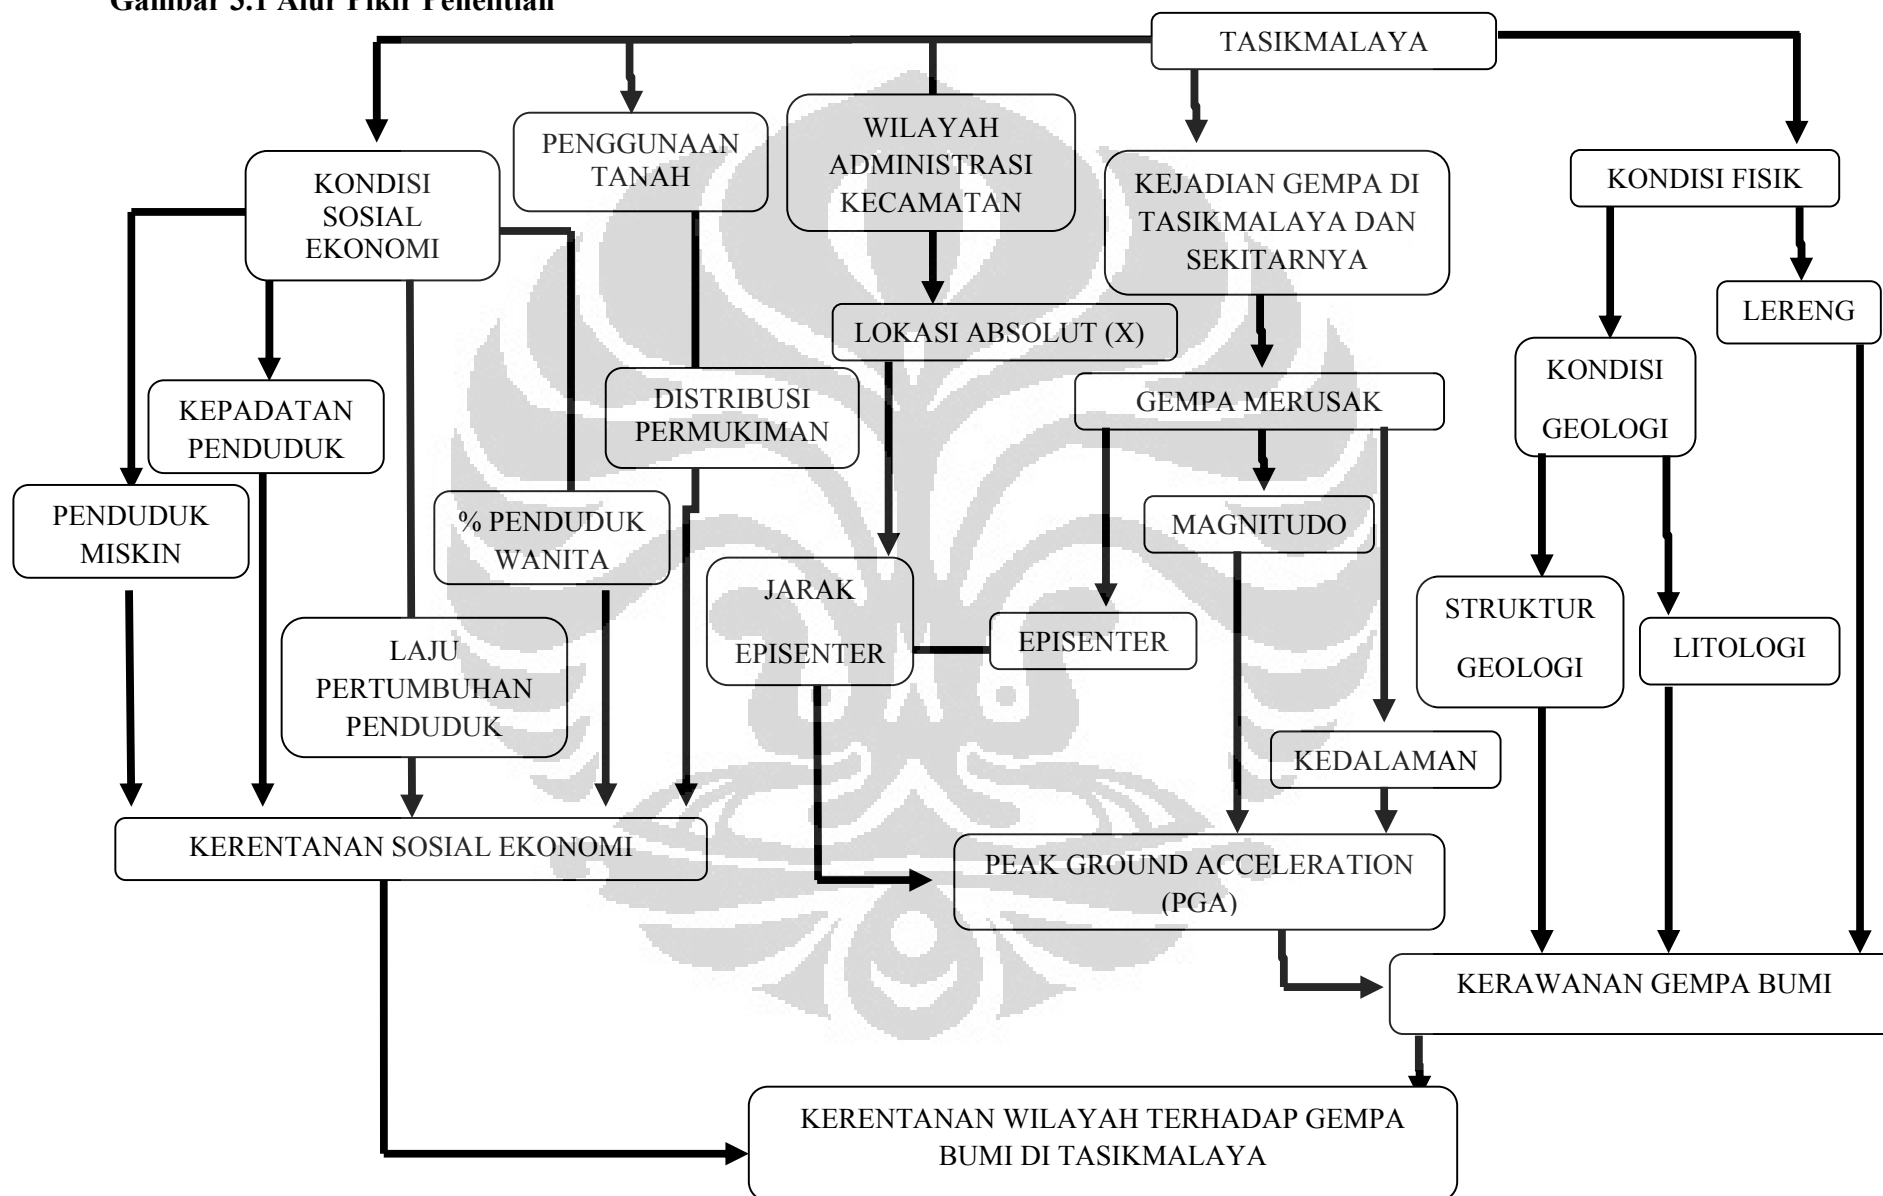 Gambar 3.1 Alur Pikir Penelitian
TASIKMALAYA
PENGGUNAAN
TANAH
WILAYAH
ADMINISTRASI
KECAMATAN
KONDISI
SOSIAL
EKONOMI
KEJADIAN GEMPA DI
TASIKMALAYA DAN
SEKITARNYA
KONDISI FISIK
LERENG
LOKASI ABSOLUT (X)
KONDISI
GEOLOGI
KEPADATAN
PENDUDUK
DISTRIBUSI
PERMUKIMAN
GEMPA MERUSAK
PENDUDUK
MISKIN
% PENDUDUK
WANITA
MAGNITUDO
JARAK
EPISENTER
EPISENTER
STRUKTUR
GEOLOGI
LITOLOGI
LAJU
PERTUMBUHAN
PENDUDUK
KEDALAMAN
KERENTANAN SOSIAL EKONOMI
PEAK GROUND ACCELERATION
(PGA)
KERAWANAN GEMPA BUMI
KERENTANAN WILAYAH TERHADAP GEMPA
BUMI DI TASIKMALAYA